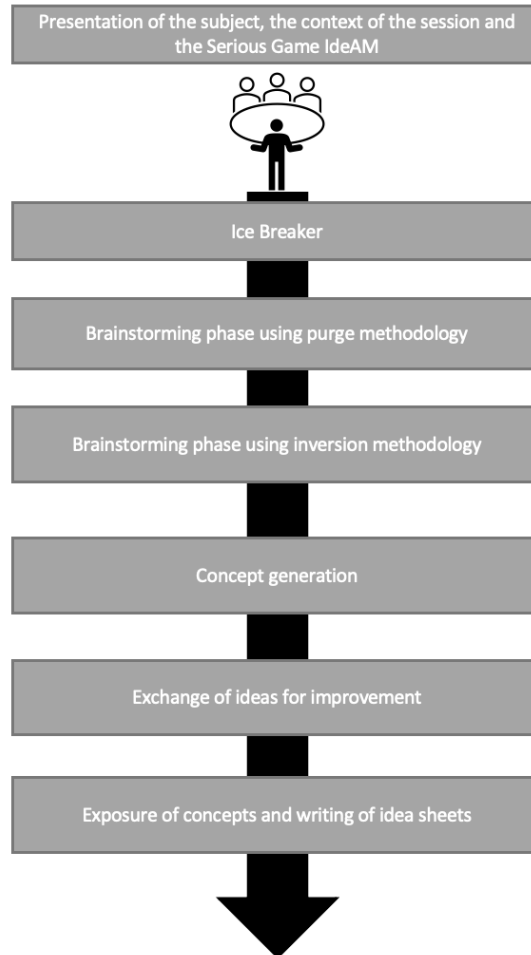 Presentation of the subject, the context of the session and
the Serious Game IdeAM
Ice Breaker
Brainstorming phase using purge methodology
Brainstorming phase using inversion methodology
Concept generation
Exchange of ideas for improvement
Exposure of concepts and writing of idea sheets